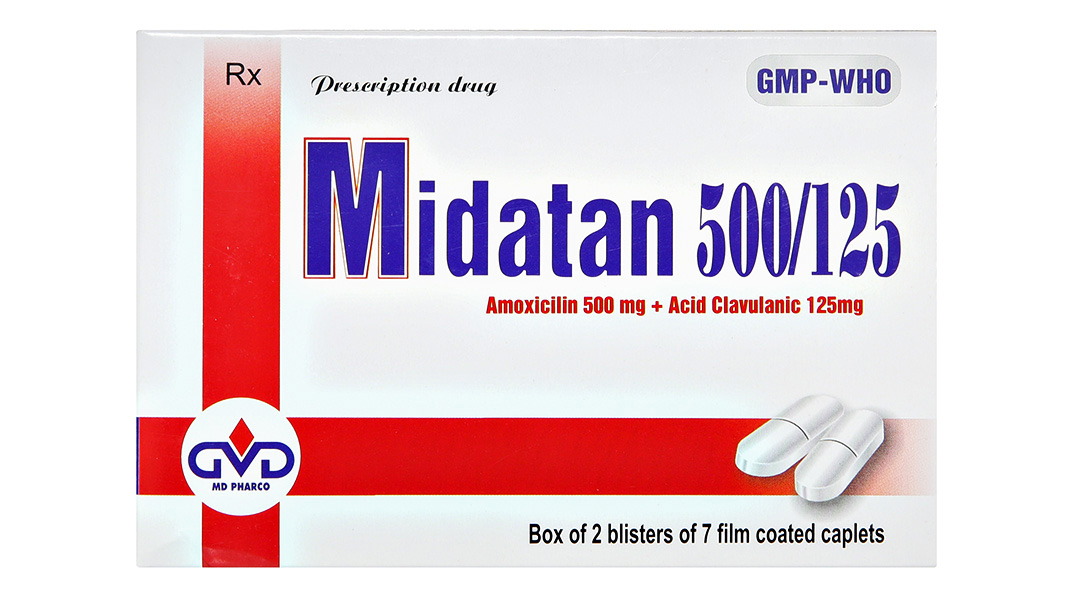 Rx
Prescription drug
GMP-WHO
Midatan 500/125
Amoxicilin 500 mg + Acid Clavulanic 125mg
GVD
MD PHARCO
Box of 2 blisters of 7 film coated caplets